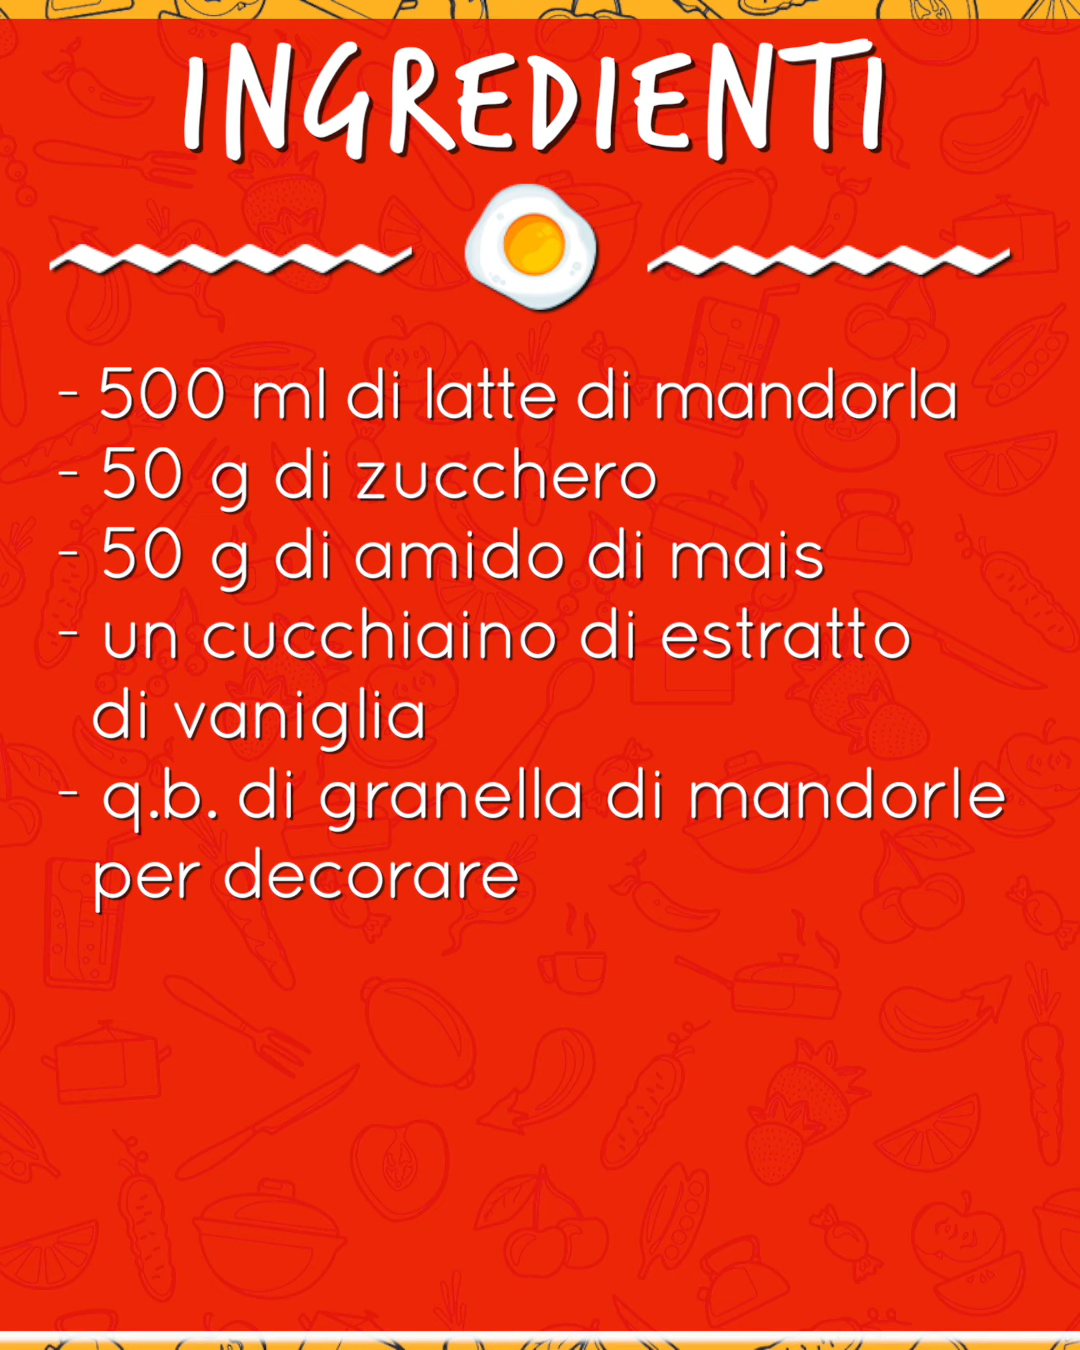 INGREDIENTI
- 500 ml di latte di mandorla
- 50 g di zucchero
- 50 g di amido di mais
- un cucchiaino di estratto
di vaniglia
- q.b. di granella di mandorle
per decorare